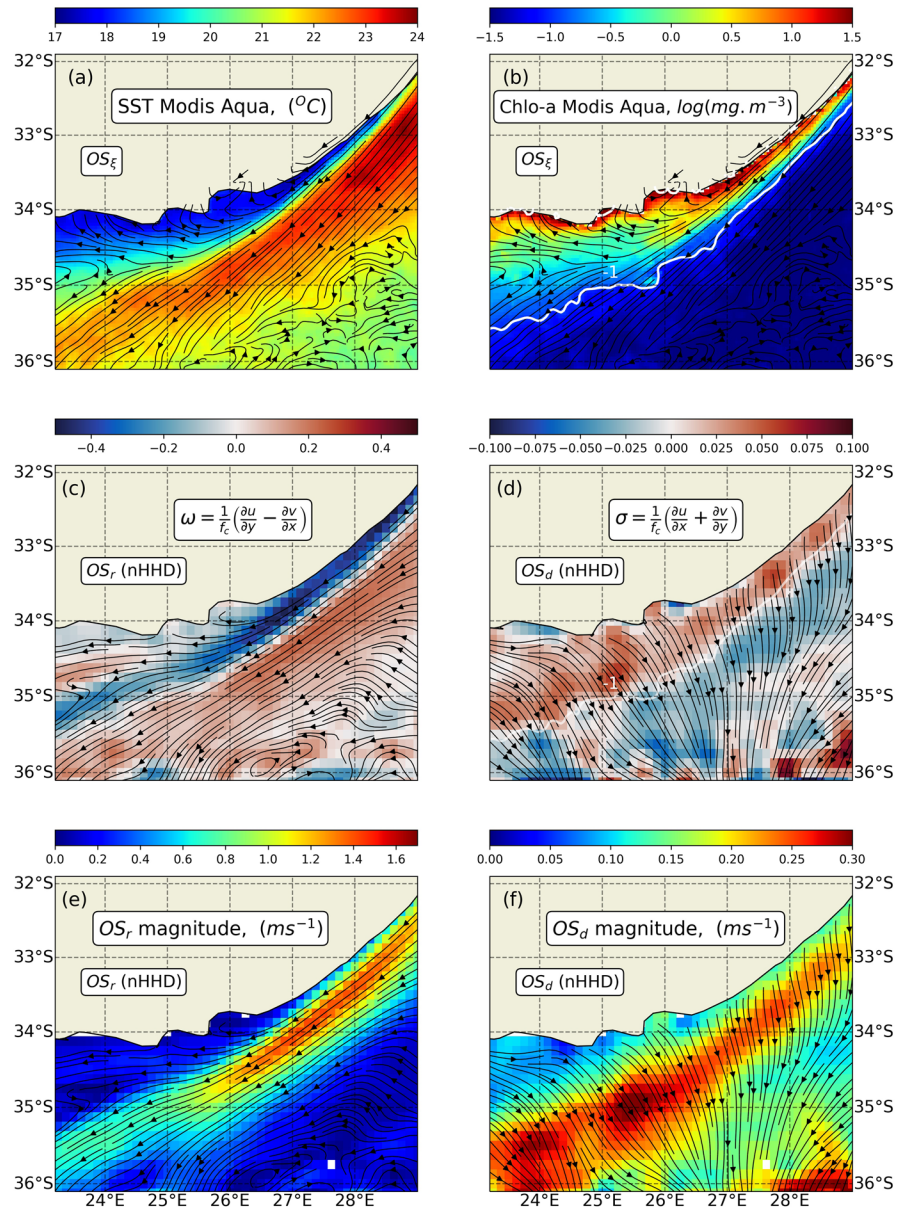 17 18 19 20 21 22 23 24
−1.5 −1.0 −0.5 0.0 0.5 1.0 1.5
(a)
SST Modis Aqua, (°C)
OS_ξ
32°S
33°S
34°S
35°S
36°S
(b)
Chlo-a Modis Aqua, log(mg.m⁻³)
OS_ξ
-1
32°S
33°S
34°S
35°S
36°S
−0.4 −0.2 0.0 0.2 0.4
−0.100 −0.075 −0.050 −0.025 0.000 0.025 0.050 0.075 0.100
(c)
ω = 1/f_c (∂u/∂y − ∂v/∂x)
OS_r (nHHD)
32°S
33°S
34°S
35°S
36°S
(d)
σ = 1/f_c (∂u/∂x + ∂v/∂y)
OS_d (nHHD)
-1
32°S
33°S
34°S
35°S
36°S
0.0 0.2 0.4 0.6 0.8 1.0 1.2 1.4 1.6
0.00 0.05 0.10 0.15 0.20 0.25 0.30
(e)
OS_r magnitude, (ms⁻¹)
OS_r (nHHD)
32°S
33°S
34°S
35°S
36°S
24°E 25°E 26°E 27°E 28°E
(f)
OS_d magnitude, (ms⁻¹)
OS_d (nHHD)
32°S
33°S
34°S
35°S
36°S
24°E 25°E 26°E 27°E 28°E